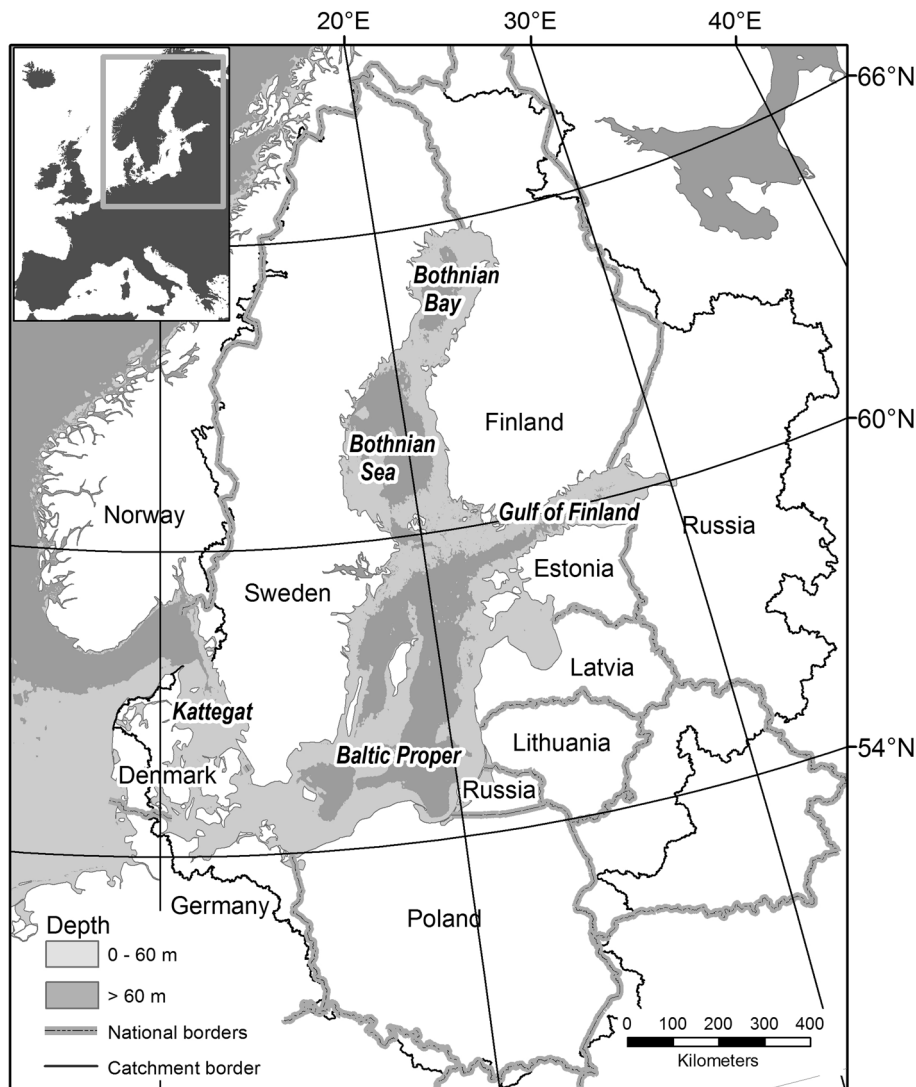 20°E 30°E 40°E
66°N
Bothnian
Bay
60°N
Finland
Bothnian
Sea
Gulf of Finland
Norway
Russia
Estonia
Sweden
Latvia
Kattegat
Lithuania
54°N
Baltic Proper
Denmark
Russia
Germany
Poland
Depth
0 - 60 m
> 60 m
National borders
Catchment border
0 100 200 300 400
Kilometers